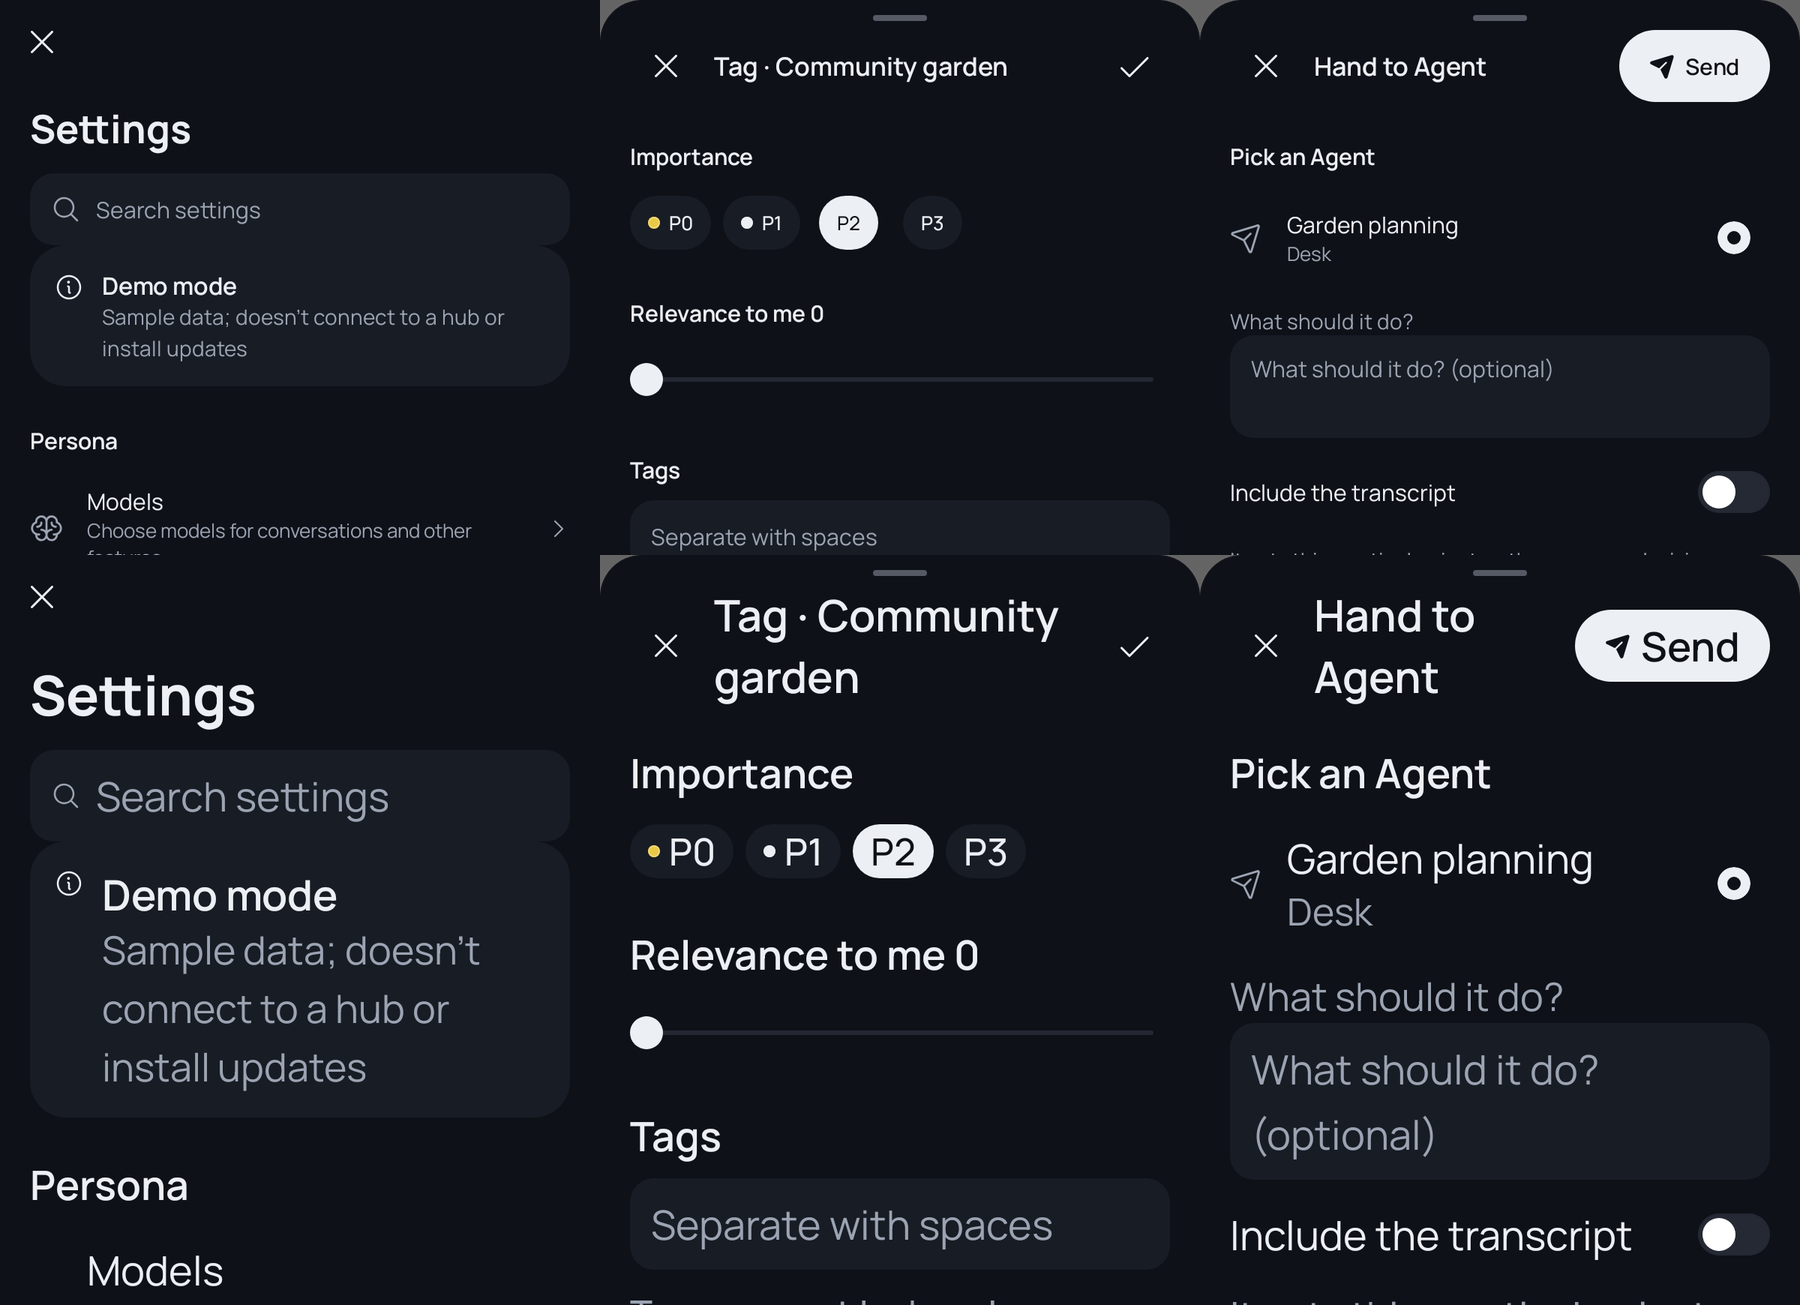 Settings
Search settings
Demo mode
Sample data; doesn't connect to a hub or
install updates
Persona
Models
Choose models for conversations and other
features
Tag · Community garden
Importance
P0
P1
P2
P3
Relevance to me 0
Tags
Separate with spaces
Hand to Agent
Send
Pick an Agent
Garden planning
Desk
What should it do?
What should it do? (optional)
Include the transcript
Settings
Search settings
Demo mode
Sample data; doesn't
connect to a hub or
install updates
Persona
Models
Tag · Community
garden
Importance
P0
P1
P2
P3
Relevance to me 0
Tags
Separate with spaces
Hand to
Agent
Send
Pick an Agent
Garden planning
Desk
What should it do?
What should it do?
(optional)
Include the transcript